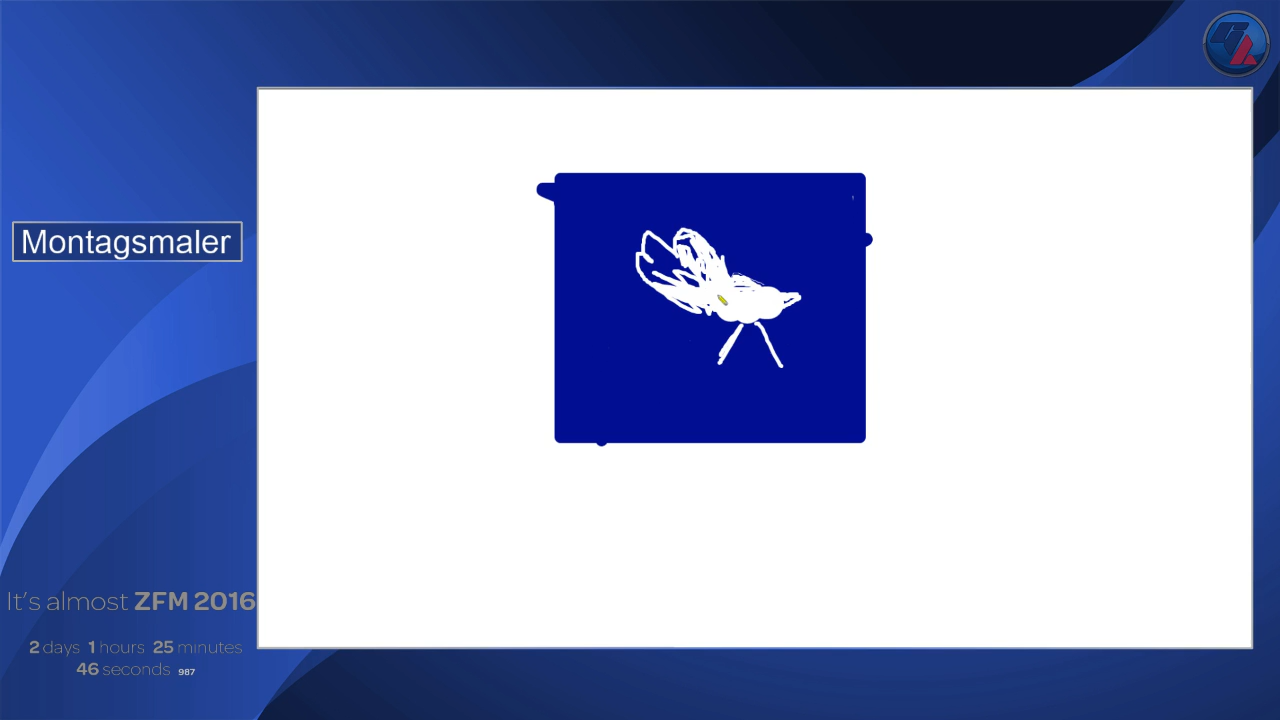 Montagsmaler
It's almost ZFM 2016
2 days 1 hours 25 minutes
46 seconds 987